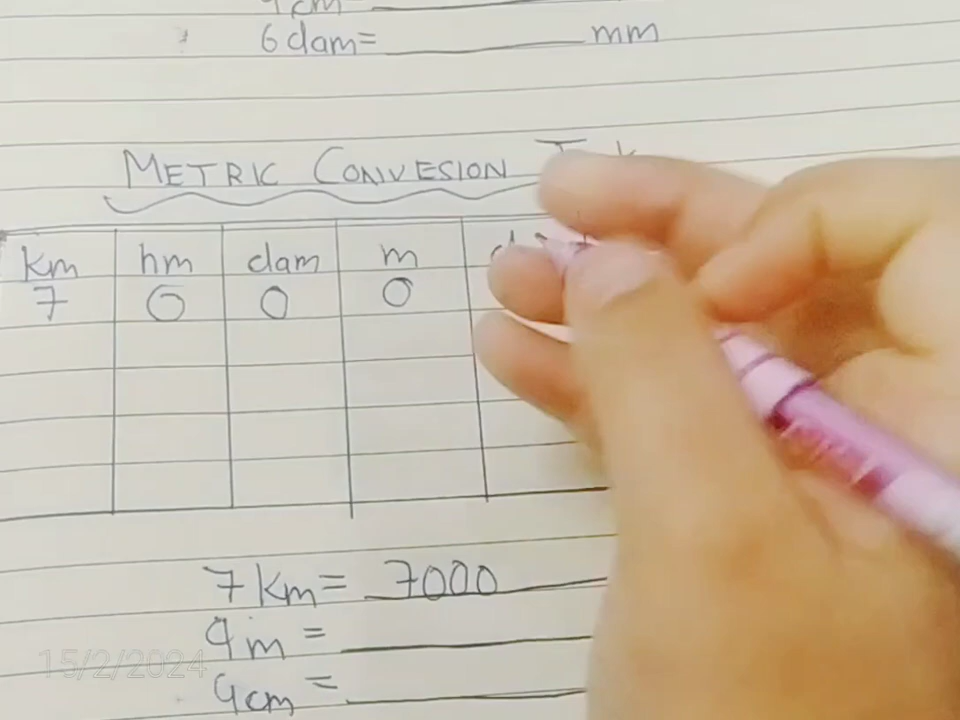 6 dam= ________ mm
METRIC CONVESION
km hm dam m
7 0 0 0
7 km= 7000
9 m =
15/2/2024
9 cm =